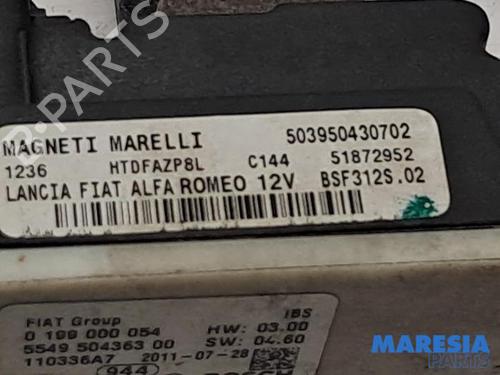 B-PARTS
MAGNETI MARELLI 503950430702
1236 HTDFAZP8L C144 51872952
LANCIA FIAT ALFA ROMEO 12V BSF312S.02
FIAT Group IBS
0 199 000 054 HW: 03.00
5549 504363 00 SW: 04.60
110336A7 2011-07-28
944
MARESIA
PARTS